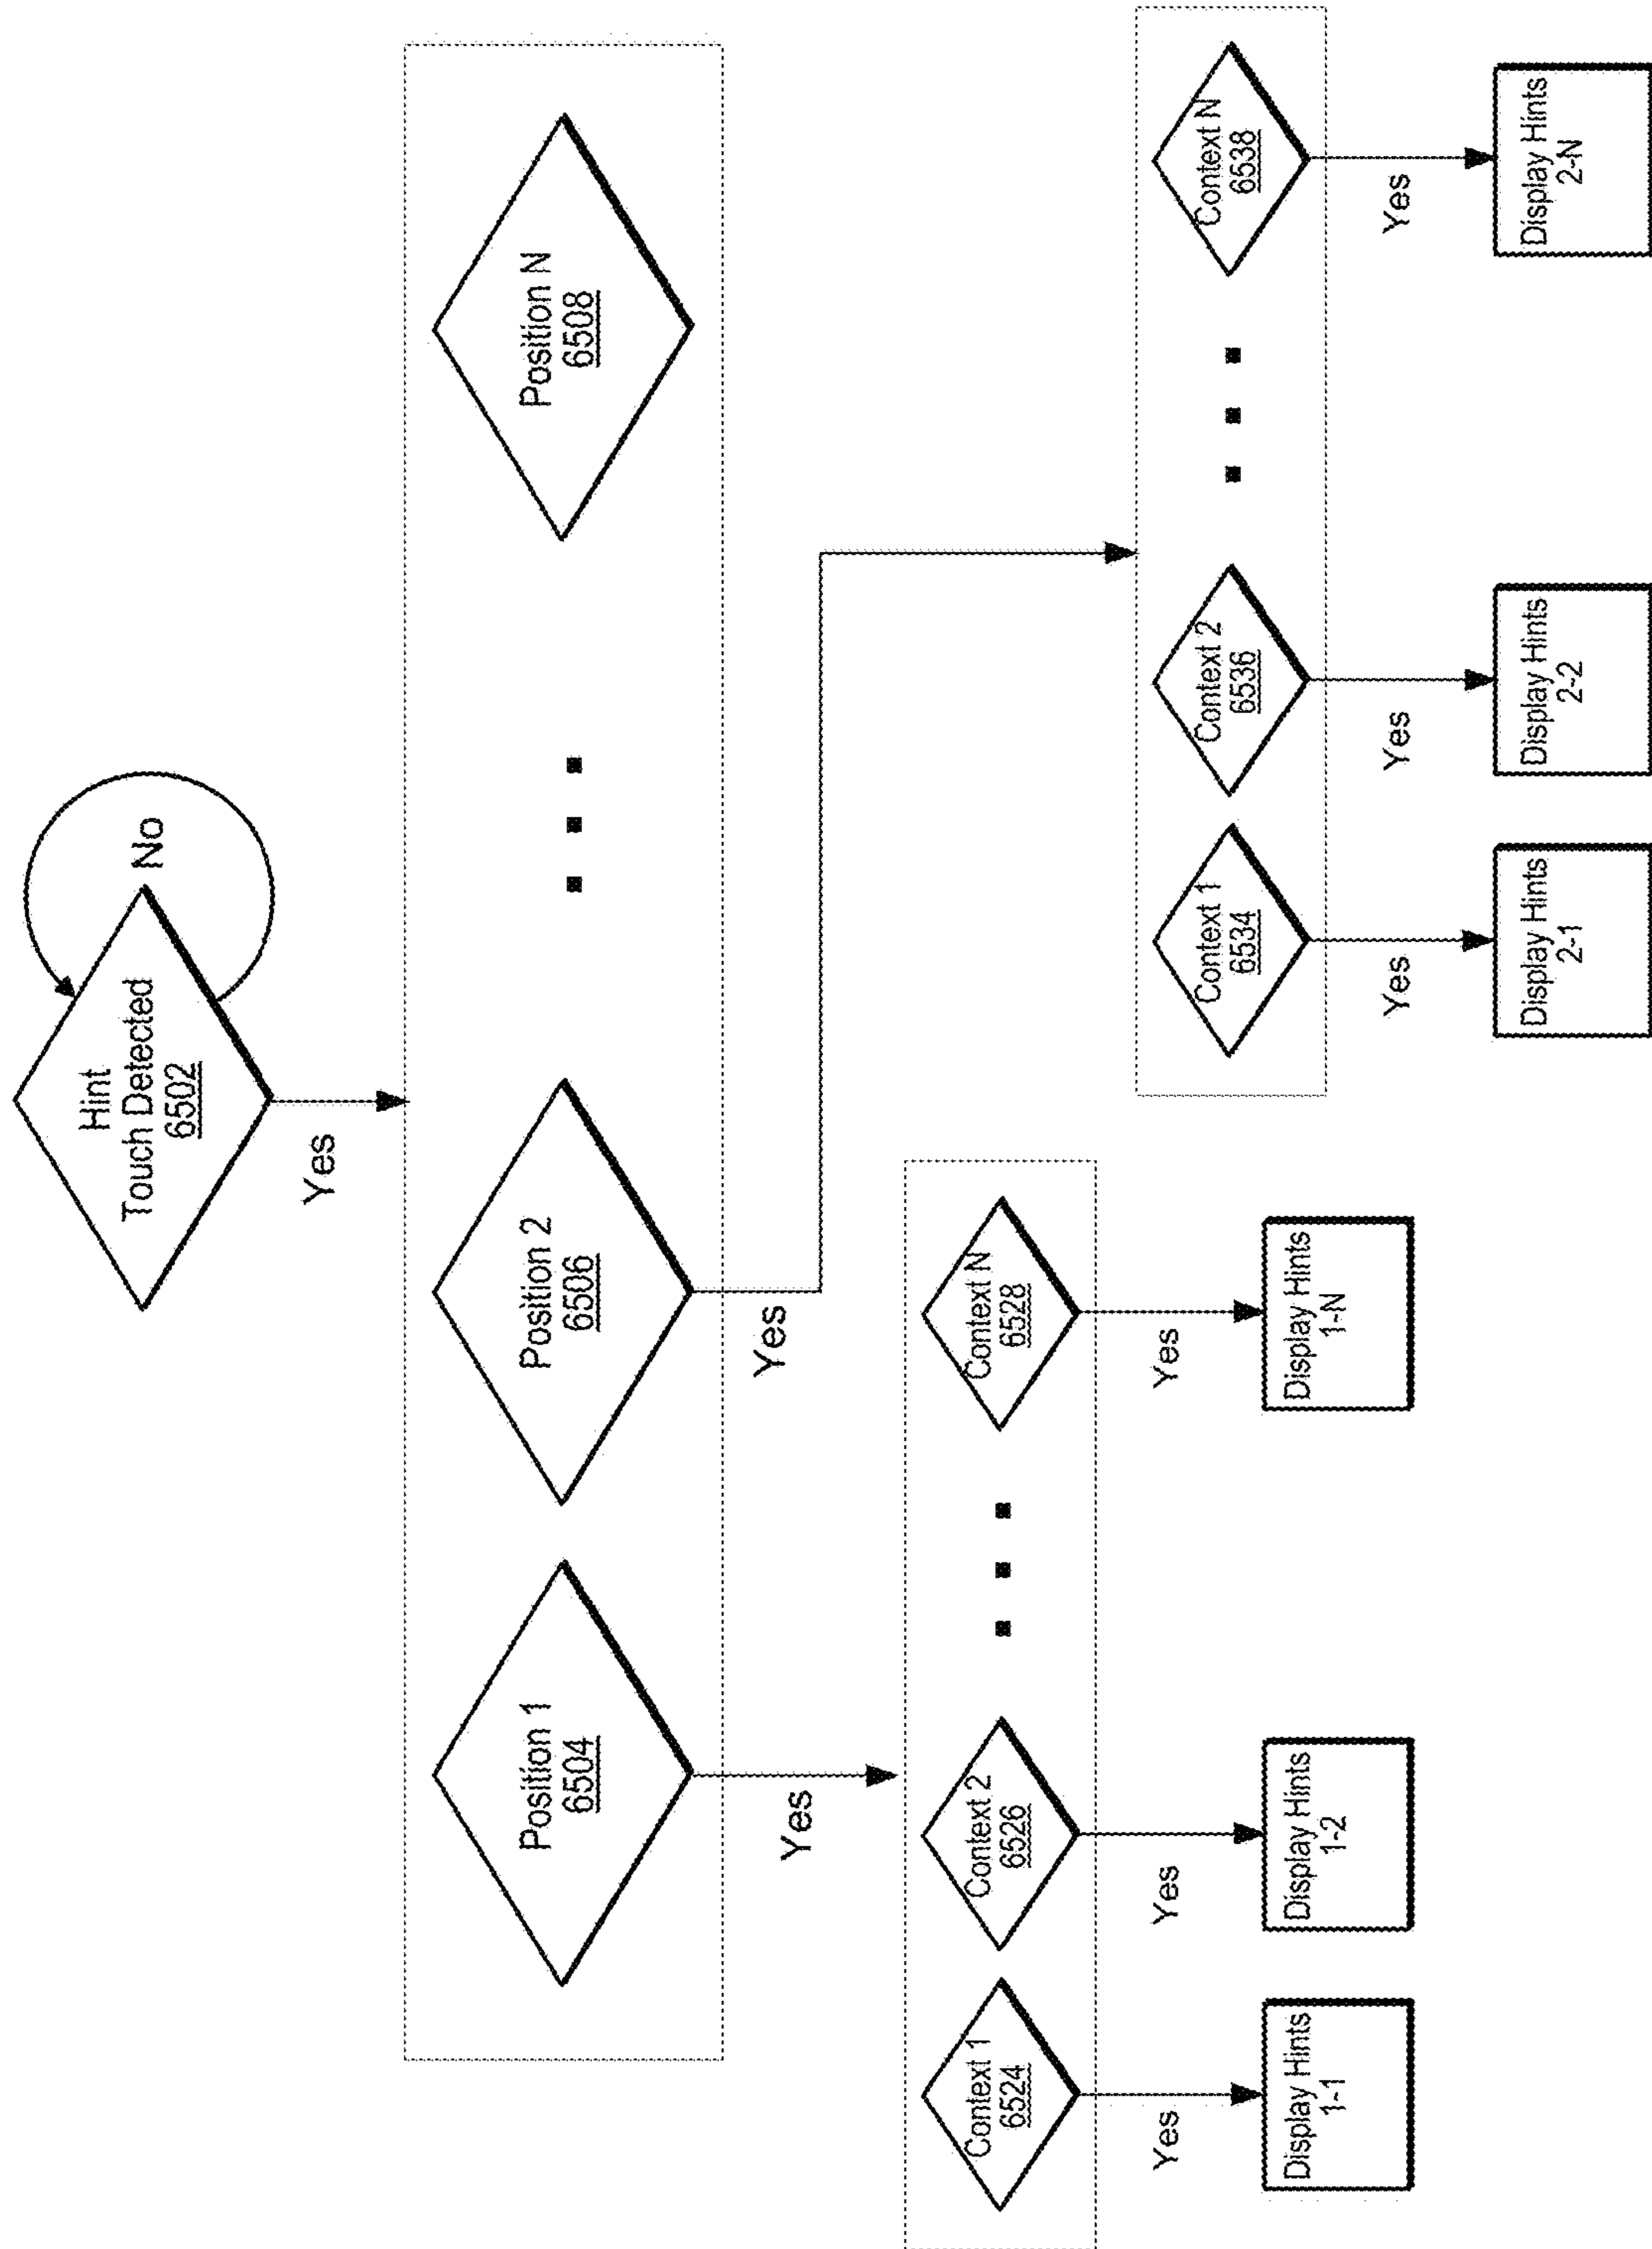 Hint
Touch Detected
6502
No
Yes
Position 1
6504
Position 2
6506
Position N
6508
Yes
Yes
Context 1
6524
Context 2
6526
Context N
6528
Yes
Yes
Yes
Display Hints
1-1
Display Hints
1-2
Display Hints
1-N
Context 1
6534
Context 2
6536
Context N
6538
Yes
Yes
Yes
Display Hints
2-1
Display Hints
2-2
Display Hints
2-N